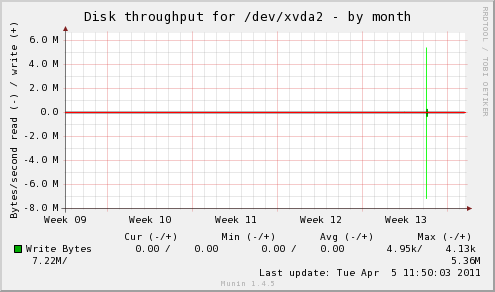 Disk throughput for /dev/xvda2 - by month
RRDTOOL / TOBI OETIKER
Bytes/second read (-) / write (+)
6.0 M
4.0 M
2.0 M
0.0
-2.0 M
-4.0 M
-6.0 M
-8.0 M
Week 09 Week 10 Week 11 Week 12 Week 13
Cur (-/+) Min (-/+) Avg (-/+) Max (-/+)
Write Bytes 0.00 / 0.00 0.00 / 0.00 4.95k/ 4.13k
7.22M/ 5.36M
Last update: Tue Apr 5 11:50:03 2011
Munin 1.4.5